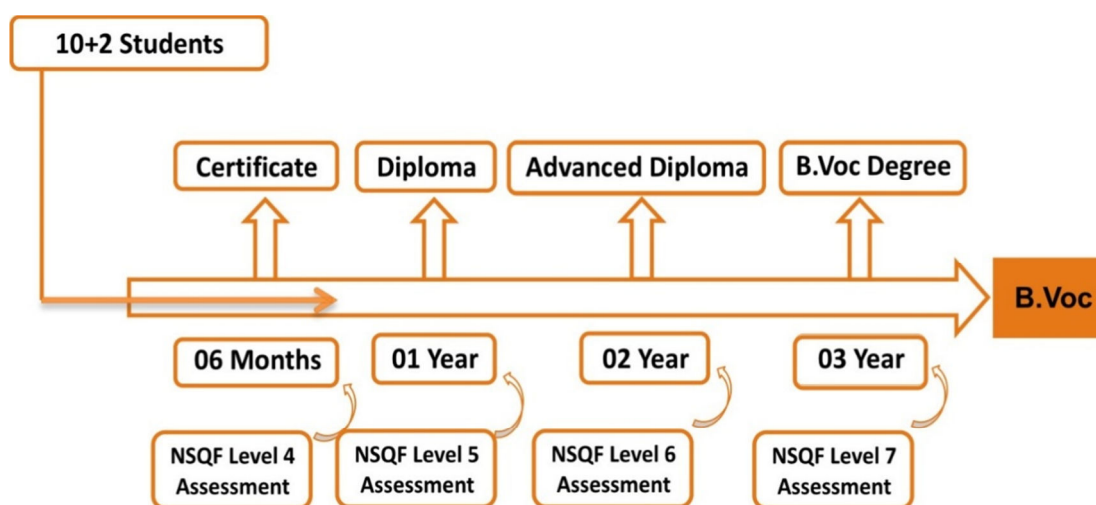 10+2 Students
Certificate
Diploma
Advanced Diploma
B.Voc Degree
B.Voc
06 Months
01 Year
02 Year
03 Year
NSQF Level 4
Assessment
NSQF Level 5
Assessment
NSQF Level 6
Assessment
NSQF Level 7
Assessment